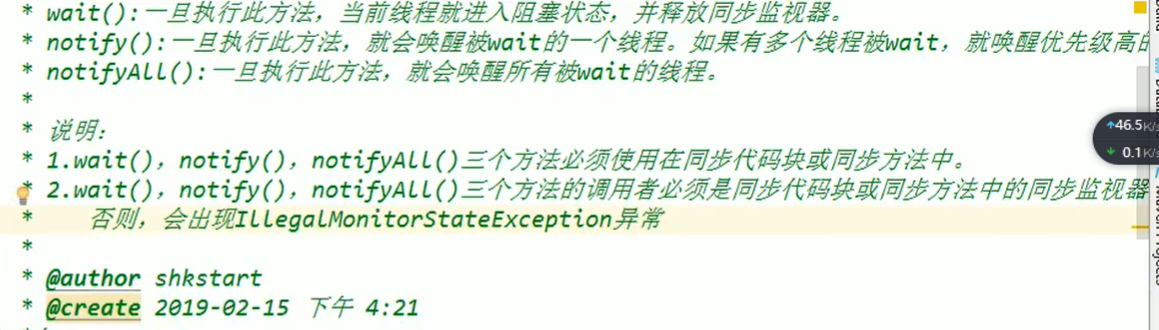 * wait():一旦执行此方法，当前线程就进入阻塞状态，并释放同步监视器。
* notify():一旦执行此方法，就会唤醒被wait的一个线程。如果有多个线程被wait，就唤醒优先级高的
* notifyAll():一旦执行此方法，就会唤醒所有被wait的线程。
*
* 说明：
* 1.wait()，notify()，notifyAll()三个方法必须使用在同步代码块或同步方法中。
* 2.wait()，notify()，notifyAll()三个方法的调用者必须是同步代码块或同步方法中的同步监视器
* 否则，会出现IllegalMonitorStateException异常
*
* @author shkstart
* @create 2019-02-15 下午 4:21
↑46.5K/s
↓ 0.1K/s